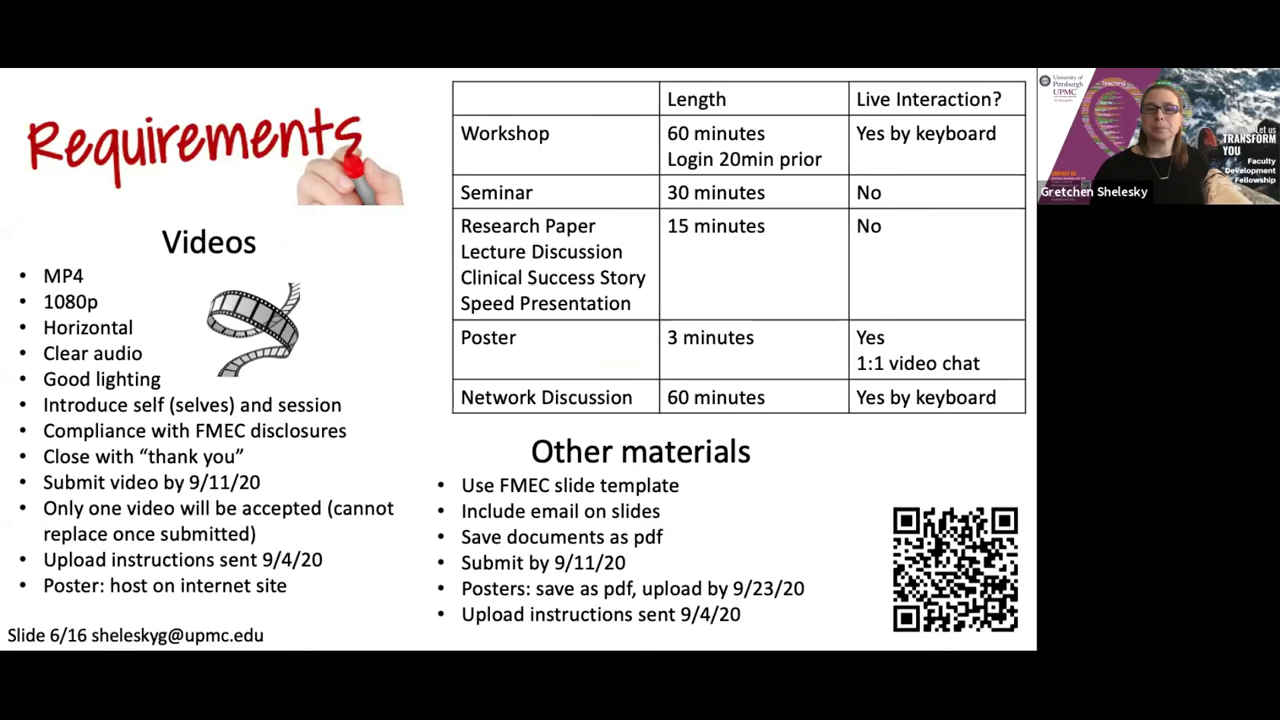 Requirements
Videos
• MP4
• 1080p
• Horizontal
• Clear audio
• Good lighting
• Introduce self (selves) and session
• Compliance with FMEC disclosures
• Close with “thank you”
• Submit video by 9/11/20
• Only one video will be accepted (cannot
replace once submitted)
• Upload instructions sent 9/4/20
• Poster: host on internet site
Slide 6/16 sheleskyg@upmc.edu
Length Live Interaction?
Workshop 60 minutes Yes by keyboard
Login 20min prior
Seminar 30 minutes No
Research Paper 15 minutes No
Lecture Discussion
Clinical Success Story
Speed Presentation
Poster 3 minutes Yes
1:1 video chat
Network Discussion 60 minutes Yes by keyboard
Other materials
• Use FMEC slide template
• Include email on slides
• Save documents as pdf
• Submit by 9/11/20
• Posters: save as pdf, upload by 9/23/20
• Upload instructions sent 9/4/20
University of
Pittsburgh
UPMC
Teaching
Let us
TRANSFORM
YOU
Faculty
Development
Fellowship
CONTACT US
Gretchen Shelesky